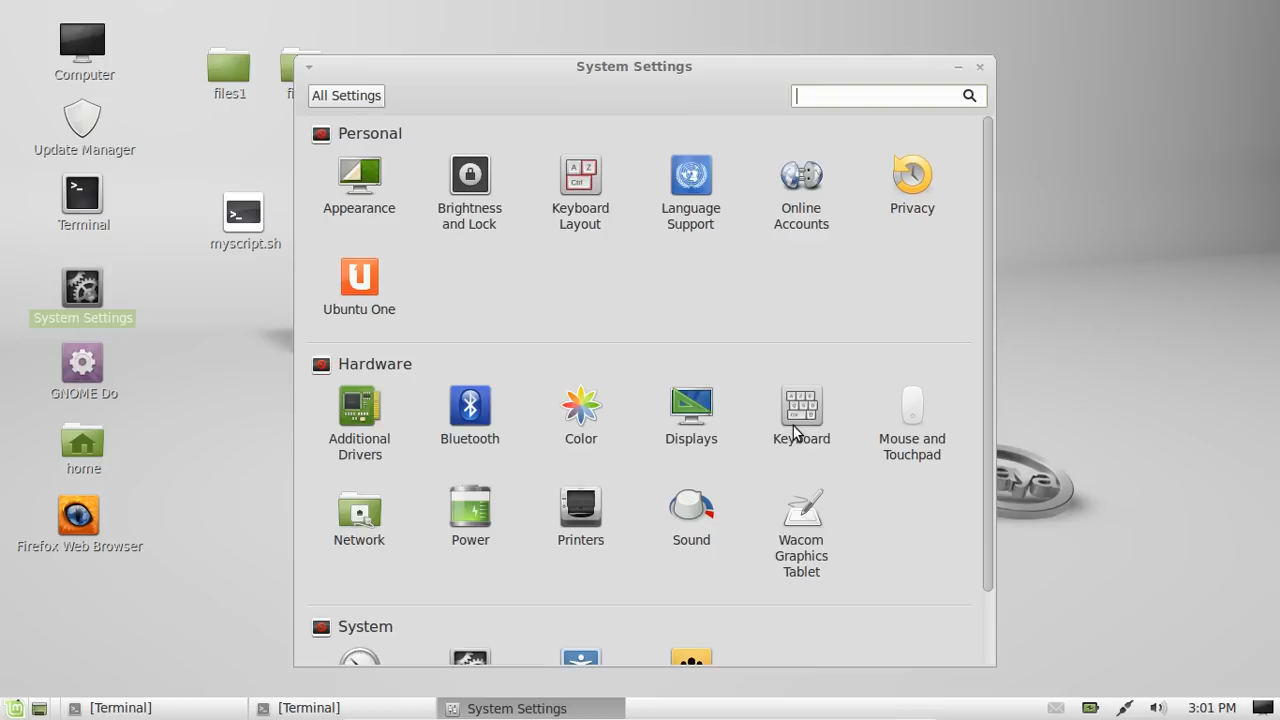 Computer
Update Manager
Terminal
System Settings
GNOME Do
home
Firefox Web Browser
files1
myscript.sh
System Settings
All Settings
Personal
Appearance
Brightness
and Lock
Keyboard
Layout
Language
Support
Online
Accounts
Privacy
Ubuntu One
Hardware
Additional
Drivers
Bluetooth
Color
Displays
Keyboard
Mouse and
Touchpad
Network
Power
Printers
Sound
Wacom
Graphics
Tablet
System
[Terminal]
[Terminal]
System Settings
3:01 PM